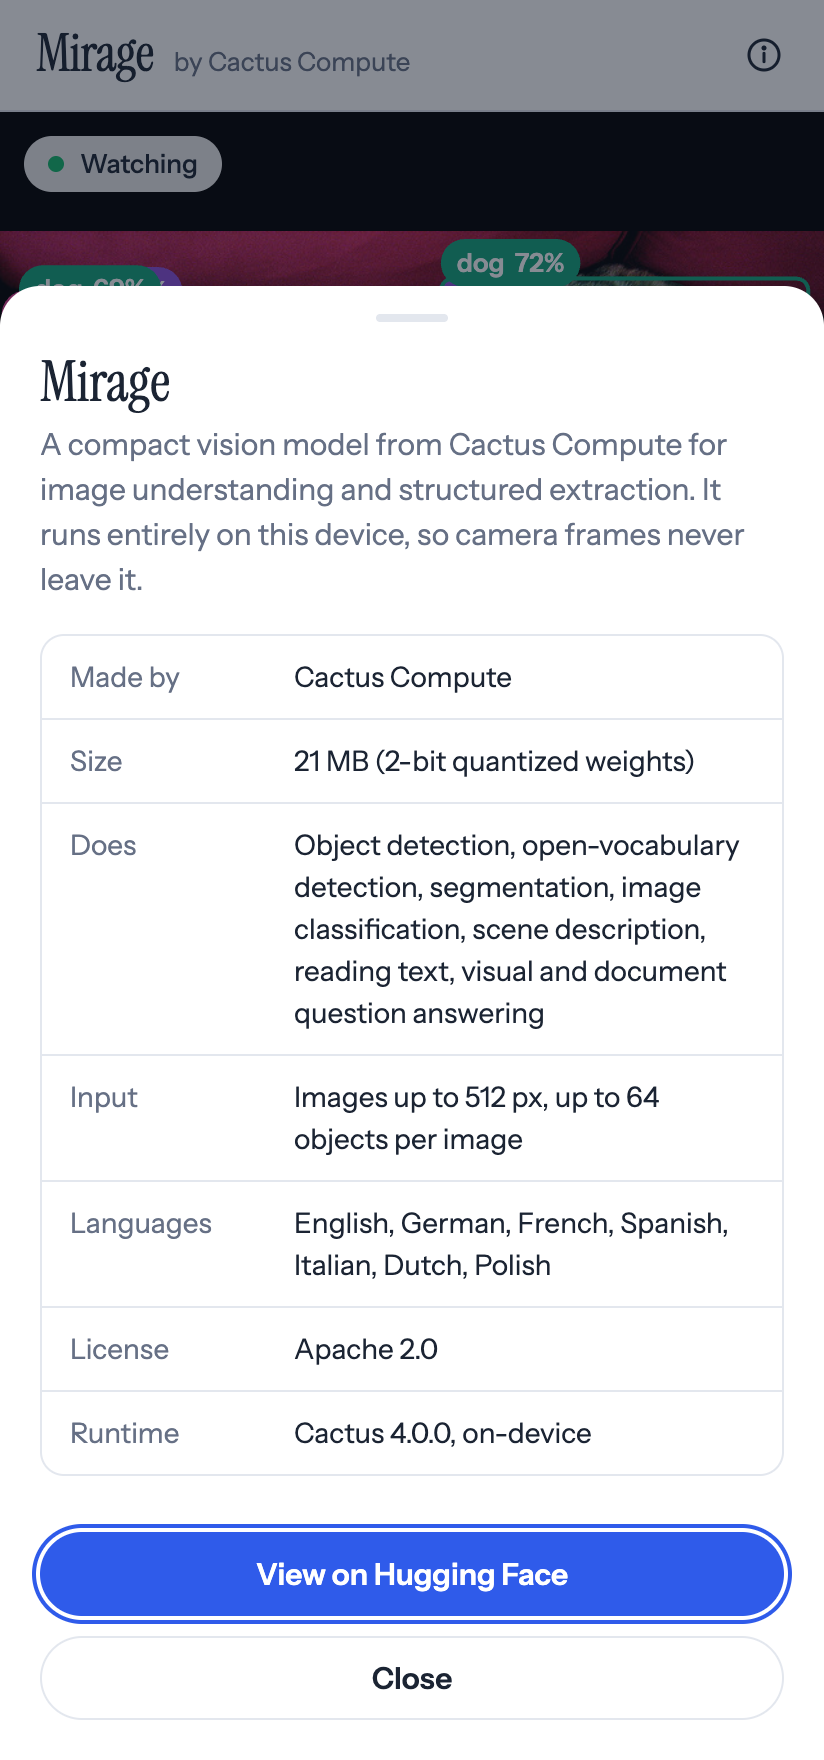 Mirage by Cactus Compute
Watching
dog 72%
dog 69%
Mirage
A compact vision model from Cactus Compute for
image understanding and structured extraction. It
runs entirely on this device, so camera frames never
leave it.
Made by Cactus Compute
Size 21 MB (2-bit quantized weights)
Does Object detection, open-vocabulary
detection, segmentation, image
classification, scene description,
reading text, visual and document
question answering
Input Images up to 512 px, up to 64
objects per image
Languages English, German, French, Spanish,
Italian, Dutch, Polish
License Apache 2.0
Runtime Cactus 4.0.0, on-device
View on Hugging Face
Close